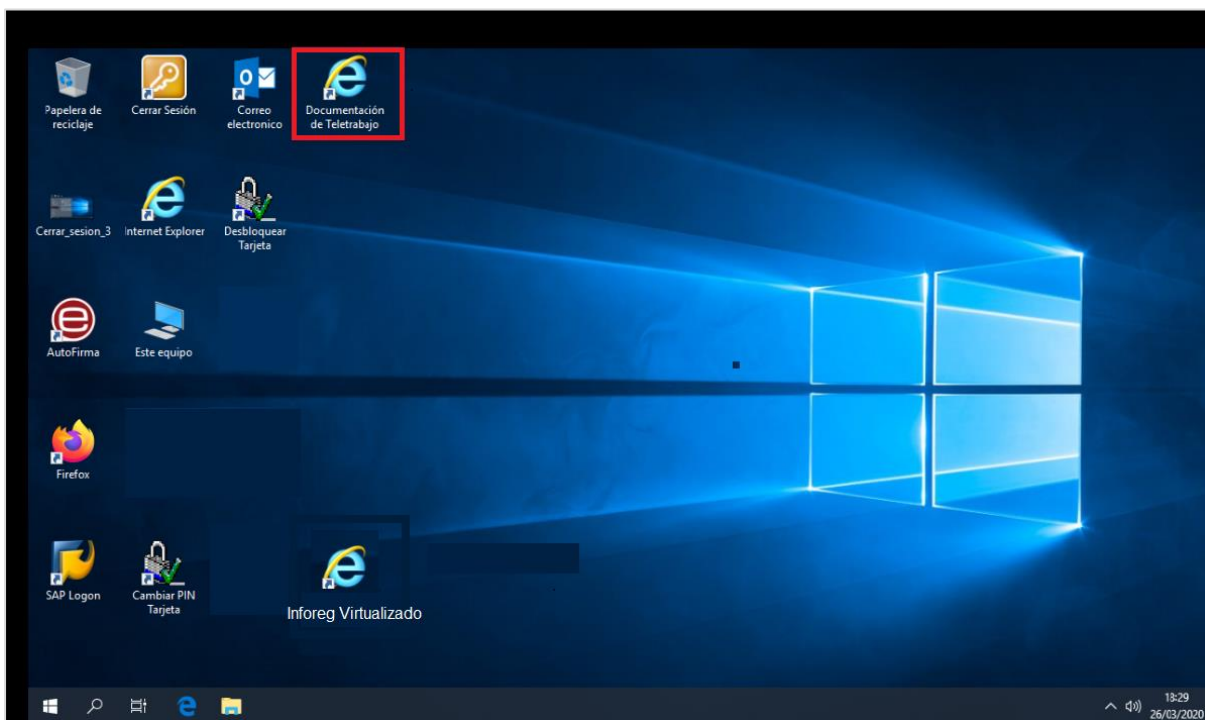 Papelera de
reciclaje
Cerrar Sesión
Correo
electronico
Documentación
de Teletrabajo
Cerrar_sesion_3
Internet Explorer
Desbloquear
Tarjeta
AutoFirma
Este equipo
Firefox
SAP Logon
Cambiar PIN
Tarjeta
Inforeg Virtualizado
18:29
26/03/2020